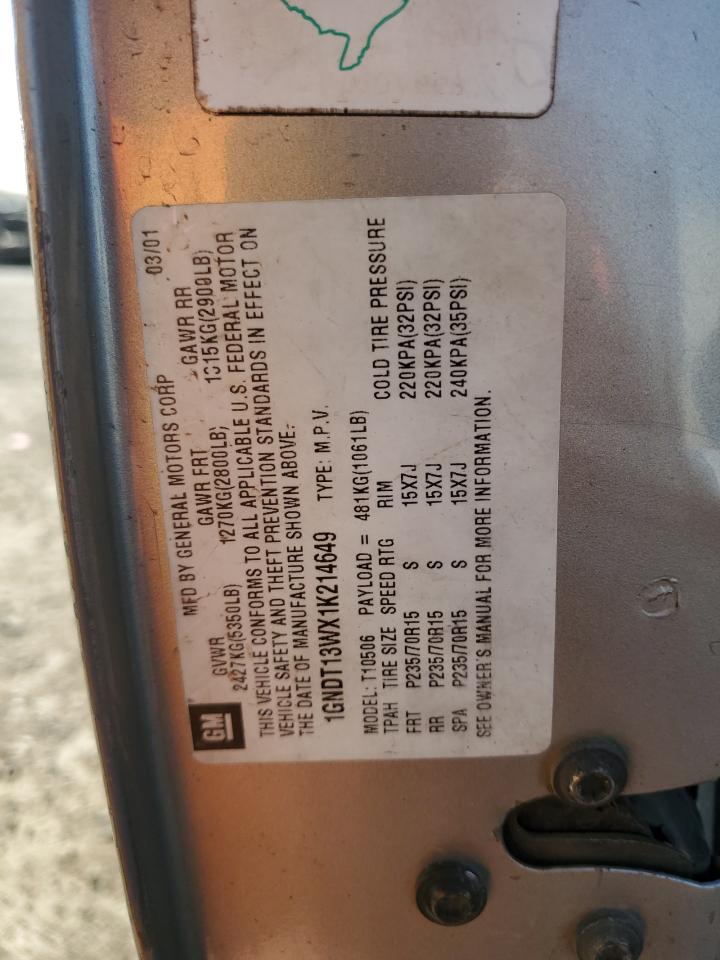 GM
MFD BY GENERAL MOTORS CORP 03/01
GVWR GAWR FRT GAWR RR
2427KG(5350LB) 1270KG(2800LB) 1315KG(2900LB)
THIS VEHICLE CONFORMS TO ALL APPLICABLE U.S. FEDERAL MOTOR
VEHICLE SAFETY AND THEFT PREVENTION STANDARDS IN EFFECT ON
THE DATE OF MANUFACTURE SHOWN ABOVE.
1GNDT13WX1K214649 TYPE: M.P.V.
MODEL: T10506 PAYLOAD = 481KG(1061LB)
TPAH TIRE SIZE SPEED RTG RIM COLD TIRE PRESSURE
FRT P235/70R15 S 15X7J 220KPA(32PSI)
RR P235/70R15 S 15X7J 220KPA(32PSI)
SPA P235/70R15 S 15X7J 240KPA(35PSI)
SEE OWNER'S MANUAL FOR MORE INFORMATION.